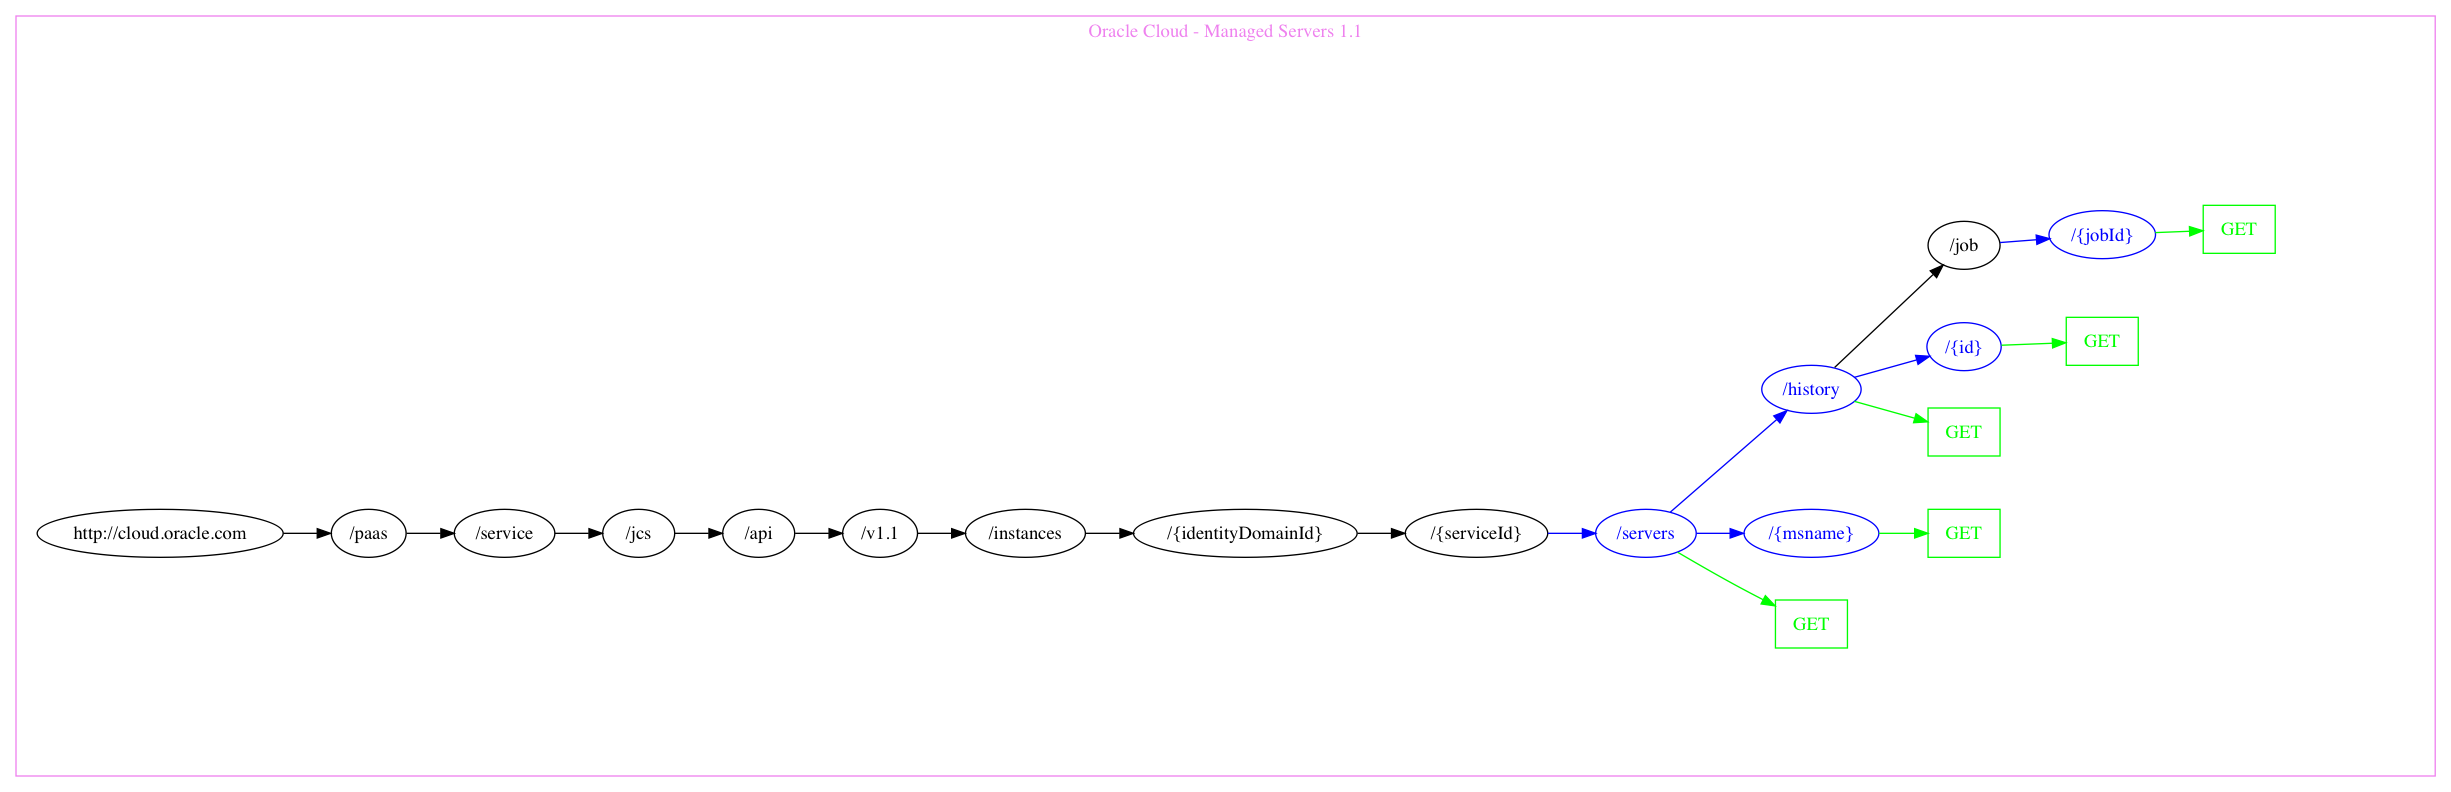 Oracle Cloud - Managed Servers 1.1
/job
/{jobId}
GET
/{id}
GET
/history
GET
http://cloud.oracle.com
/paas
/service
/jcs
/api
/v1.1
/instances
/{identityDomainId}
/{serviceId}
/servers
/{msname}
GET
GET